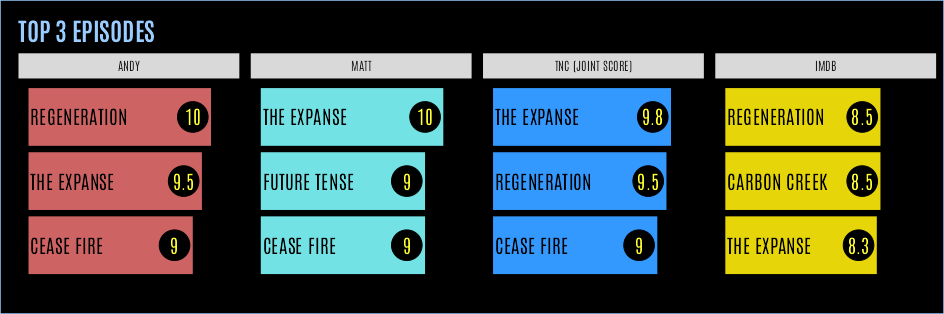 TOP 3 EPISODES
ANDY
REGENERATION 10
THE EXPANSE 9.5
CEASE FIRE 9
MATT
THE EXPANSE 10
FUTURE TENSE 9
CEASE FIRE 9
TNC (JOINT SCORE)
THE EXPANSE 9.8
REGENERATION 9.5
CEASE FIRE 9
IMDB
REGENERATION 8.5
CARBON CREEK 8.5
THE EXPANSE 8.3